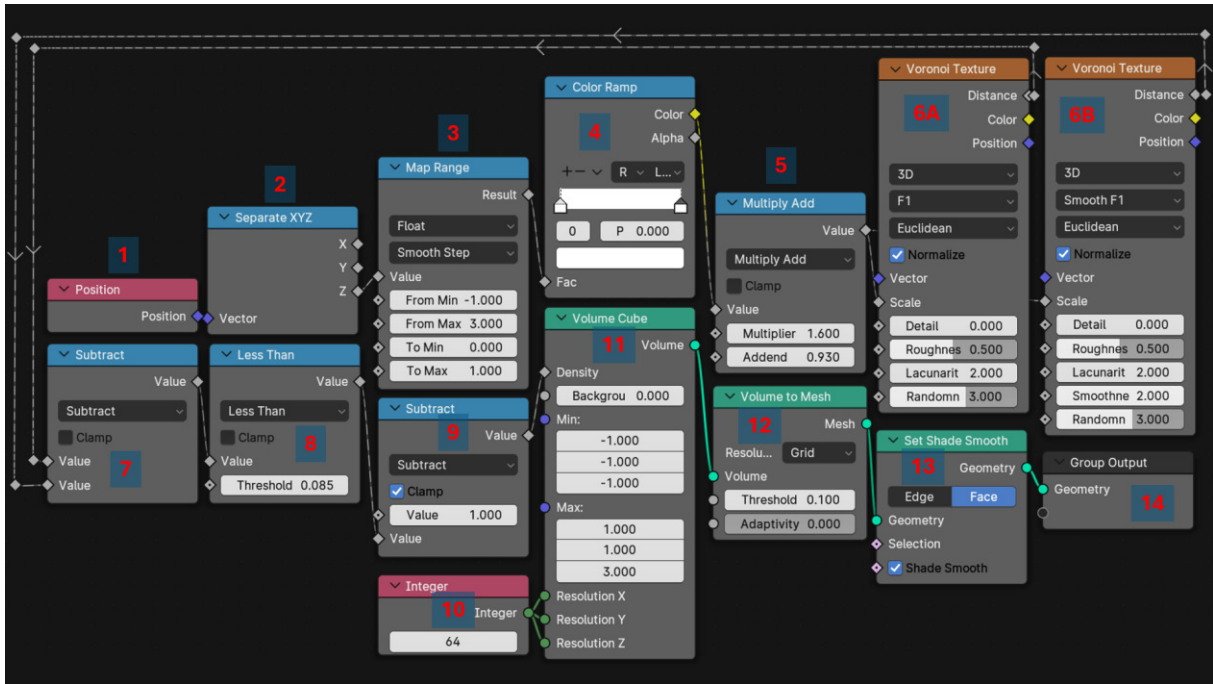 1
Position
Position
2
Separate XYZ
X
Y
Z
Vector
3
Map Range
Result
Float
Smooth Step
Value
From Min -1.000
From Max 3.000
To Min 0.000
To Max 1.000
4
Color Ramp
Color
Alpha
+ −
R
L...
0
P 0.000
Fac
5
Multiply Add
Value
Multiply Add
Clamp
Value
Multiplier 1.600
Addend 0.930
Voronoi Texture
6A
Distance
Color
Position
3D
F1
Euclidean
Normalize
Vector
Scale
Detail 0.000
Roughnes 0.500
Lacunarit 2.000
Randomn 3.000
Voronoi Texture
6B
Distance
Color
Position
3D
Smooth F1
Euclidean
Normalize
Vector
Scale
Detail 0.000
Roughnes 0.500
Lacunarit 2.000
Smoothne 2.000
Randomn 3.000
Subtract
Value
Subtract
Clamp
Value
7
Value
Less Than
Value
Less Than
Clamp
8
Value
Threshold 0.085
Subtract
9
Value
Subtract
Clamp
Value 1.000
Value
Integer
10
Integer
64
Volume Cube
11
Volume
Density
Backgrou 0.000
Min:
-1.000
-1.000
-1.000
Max:
1.000
1.000
3.000
Resolution X
Resolution Y
Resolution Z
Volume to Mesh
12
Mesh
Resolu... Grid
Volume
Threshold 0.100
Adaptivity 0.000
Set Shade Smooth
13
Geometry
Edge Face
Geometry
Selection
Shade Smooth
Group Output
Geometry
14